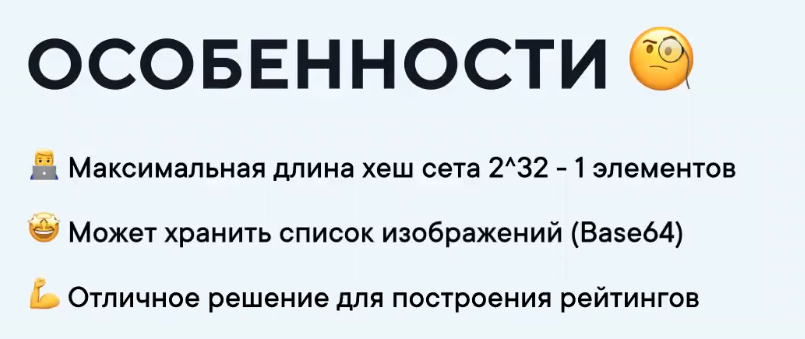 ОСОБЕННОСТИ 🧐
👨‍💻 Максимальная длина хеш сета 2^32 - 1 элементов
🤩 Может хранить список изображений (Base64)
💪 Отличное решение для построения рейтингов